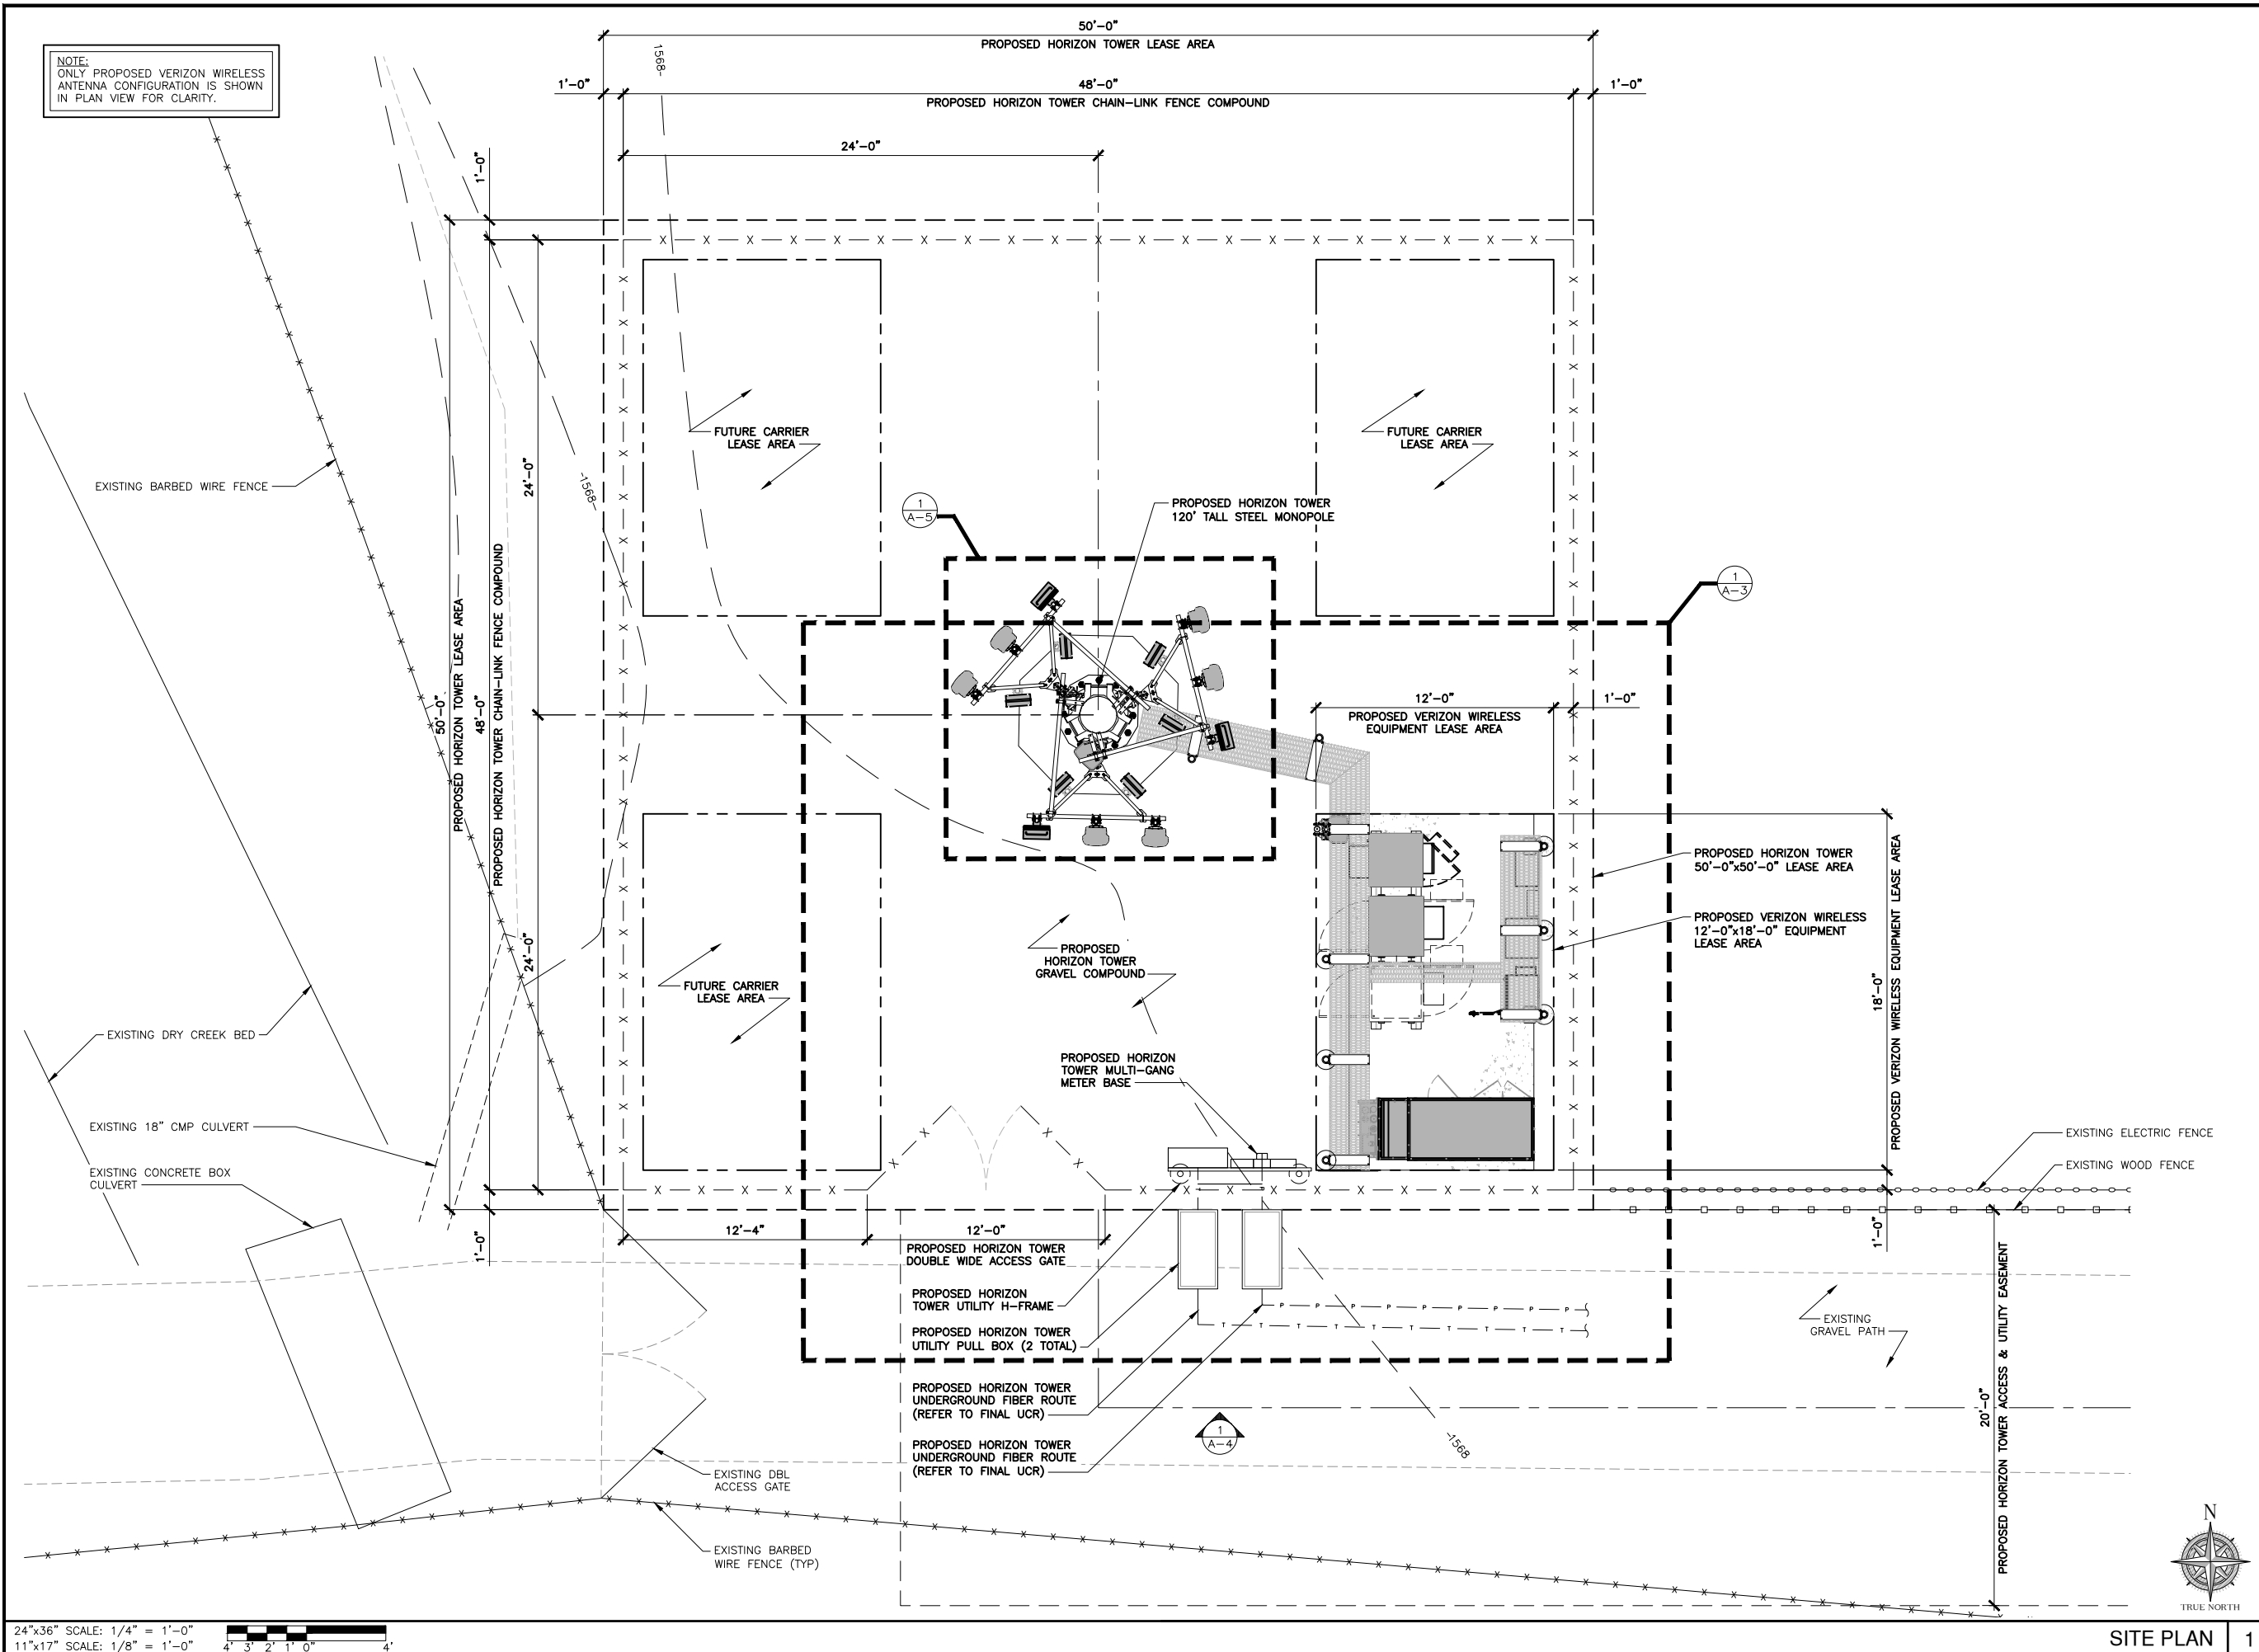 50'-0"
PROPOSED HORIZON TOWER LEASE AREA
NOTE:
ONLY PROPOSED VERIZON WIRELESS
ANTENNA CONFIGURATION IS SHOWN
IN PLAN VIEW FOR CLARITY.
-1568-
1'-0"
48'-0"
1'-0"
PROPOSED HORIZON TOWER CHAIN-LINK FENCE COMPOUND
24'-0"
1'-0"
FUTURE CARRIER
LEASE AREA
FUTURE CARRIER
LEASE AREA
EXISTING BARBED WIRE FENCE
24'-0"
-1568-
1
A-5
PROPOSED HORIZON TOWER
120' TALL STEEL MONOPOLE
1
A-3
50'-0"
PROPOSED HORIZON TOWER LEASE AREA
48'-0"
PROPOSED HORIZON TOWER CHAIN-LINK FENCE COMPOUND
12'-0"
1'-0"
PROPOSED VERIZON WIRELESS
EQUIPMENT LEASE AREA
PROPOSED HORIZON TOWER
50'-0"x50'-0" LEASE AREA
PROPOSED VERIZON WIRELESS
12'-0"x18'-0" EQUIPMENT
LEASE AREA
24'-0"
PROPOSED
HORIZON TOWER
GRAVEL COMPOUND
FUTURE CARRIER
LEASE AREA
18'-0"
PROPOSED VERIZON WIRELESS EQUIPMENT LEASE AREA
EXISTING DRY CREEK BED
PROPOSED HORIZON
TOWER MULTI-GANG
METER BASE
EXISTING 18" CMP CULVERT
EXISTING ELECTRIC FENCE
EXISTING WOOD FENCE
EXISTING CONCRETE BOX
CULVERT
1'-0"
12'-4"
12'-0"
PROPOSED HORIZON TOWER
DOUBLE WIDE ACCESS GATE
1'-0"
PROPOSED HORIZON
TOWER UTILITY H-FRAME
PROPOSED HORIZON TOWER
UTILITY PULL BOX (2 TOTAL)
P P P P P P P P P
T T T T T T T T T T
EXISTING
GRAVEL PATH
20'-0"
PROPOSED HORIZON TOWER ACCESS & UTILITY EASEMENT
PROPOSED HORIZON TOWER
UNDERGROUND FIBER ROUTE
(REFER TO FINAL UCR)
1
A-4
-1568
PROPOSED HORIZON TOWER
UNDERGROUND FIBER ROUTE
(REFER TO FINAL UCR)
EXISTING DBL
ACCESS GATE
EXISTING BARBED
WIRE FENCE (TYP)
N
TRUE NORTH
24"x36" SCALE: 1/4" = 1'-0"
11"x17" SCALE: 1/8" = 1'-0"
4' 3' 2' 1' 0" 4'
SITE PLAN 1